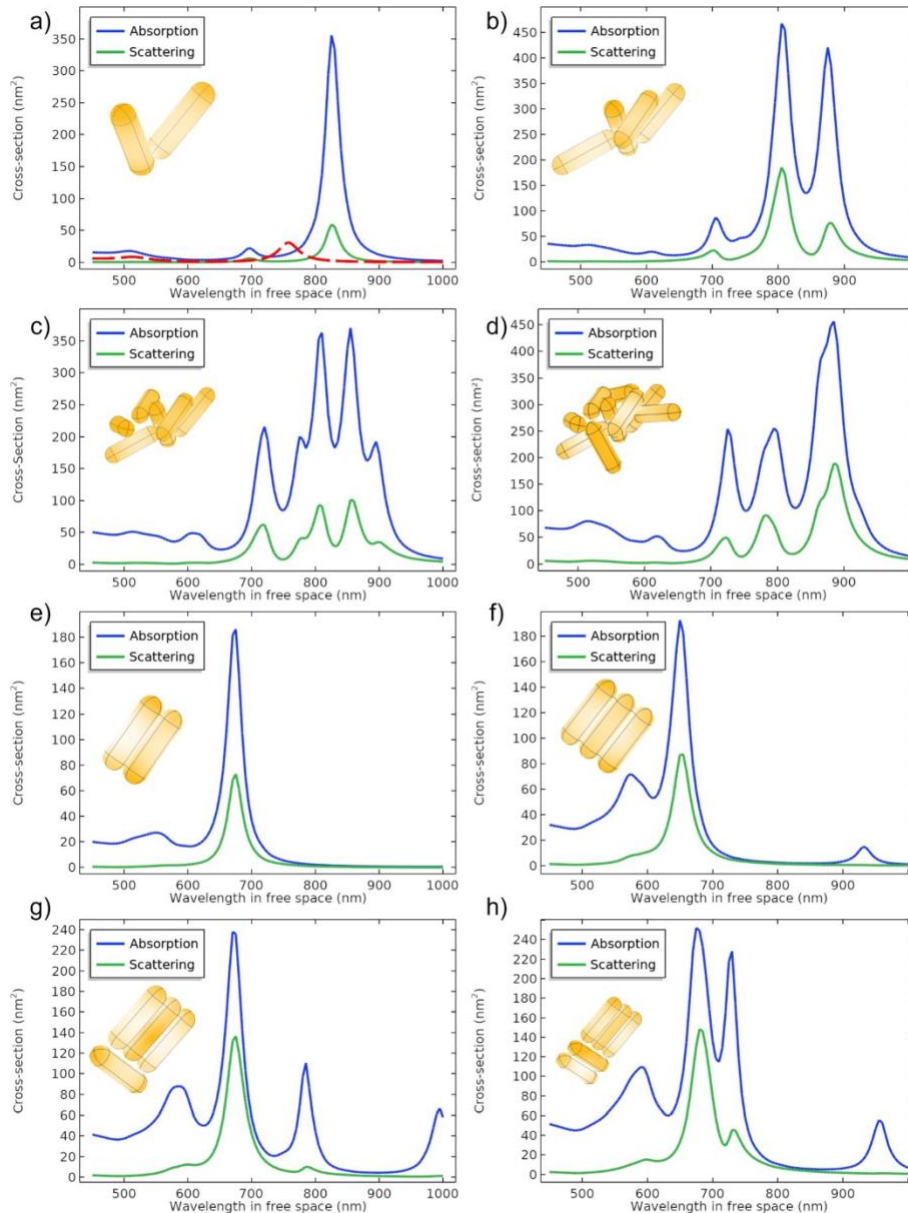 a)
Absorption
Scattering
Cross-section (nm²)
350
300
250
200
150
100
50
0
500 600 700 800 900 1000
Wavelength in free space (nm)
b)
Absorption
Scattering
Cross-section (nm²)
450
400
350
300
250
200
150
100
50
0
500 600 700 800 900
Wavelength in free space (nm)
c)
Absorption
Scattering
Cross-Section (nm²)
350
300
250
200
150
100
50
0
500 600 700 800 900 1000
Wavelength in free space (nm)
d)
Absorption
Scattering
Cross-section (nm²)
450
400
350
300
250
200
150
100
50
0
500 600 700 800 900
Wavelength in free space (nm)
e)
Absorption
Scattering
Cross-section (nm²)
180
160
140
120
100
80
60
40
20
0
500 600 700 800 900 1000
Wavelength in free space (nm)
f)
Absorption
Scattering
Cross-section (nm²)
180
160
140
120
100
80
60
40
20
0
500 600 700 800 900
Wavelength in free space (nm)
g)
Absorption
Scattering
Cross-section (nm²)
240
220
200
180
160
140
120
100
80
60
40
20
0
500 600 700 800 900 1000
Wavelength in free space (nm)
h)
Absorption
Scattering
Cross-section (nm²)
240
220
200
180
160
140
120
100
80
60
40
20
0
500 600 700 800 900
Wavelength in free space (nm)